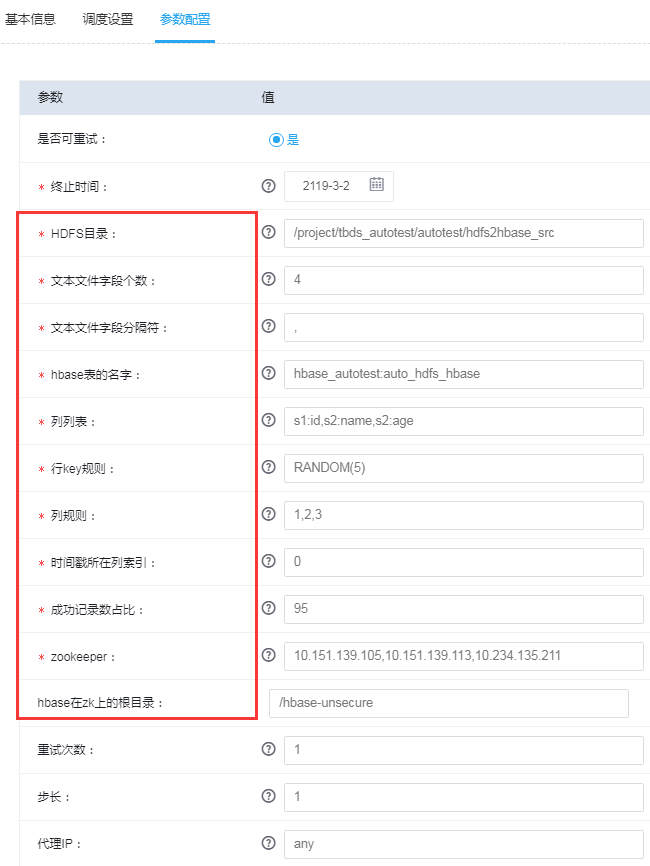 基本信息 调度设置 参数配置
参数 值
是否可重试： 是
* 终止时间： ? 2119-3-2
* HDFS目录： ? /project/tbds_autotest/autotest/hdfs2hbase_src
* 文本文件字段个数： ? 4
* 文本文件字段分隔符： ? ,
* hbase表的名字： ? hbase_autotest:auto_hdfs_hbase
* 列列表： ? s1:id,s2:name,s2:age
* 行key规则： ? RANDOM(5)
* 列规则： ? 1,2,3
* 时间戳所在列索引： ? 0
* 成功记录数占比： ? 95
* zookeeper： ? 10.151.139.105,10.151.139.113,10.234.135.211
hbase在zk上的根目录： /hbase-unsecure
重试次数： ? 1
步长： ? 1
代理IP： ? any